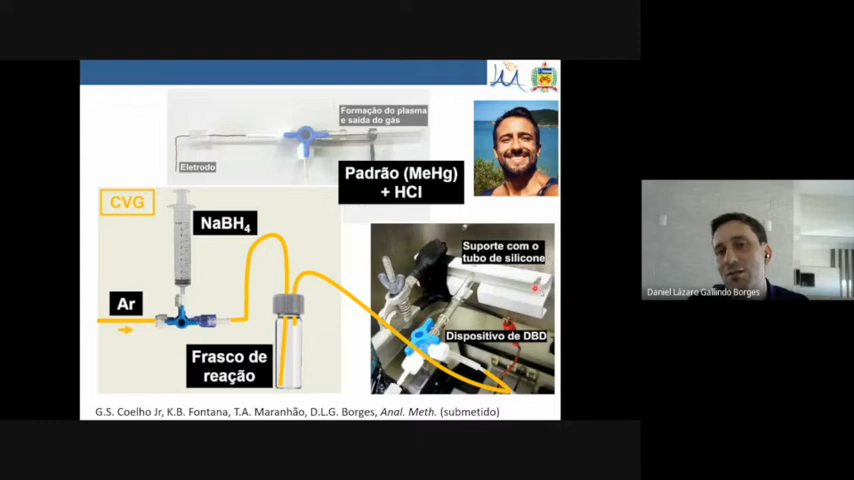 Formação do plasma
e saída do gás
Eletrodo
Padrão (MeHg)
+ HCl
CVG
NaBH4
Ar
Frasco de
reação
Suporte com o
tubo de silicone
Dispositivo de DBD
G.S. Coelho Jr, K.B. Fontana, T.A. Maranhão, D.L.G. Borges, Anal. Meth. (submetido)
Daniel Lázaro Gallindo Borges